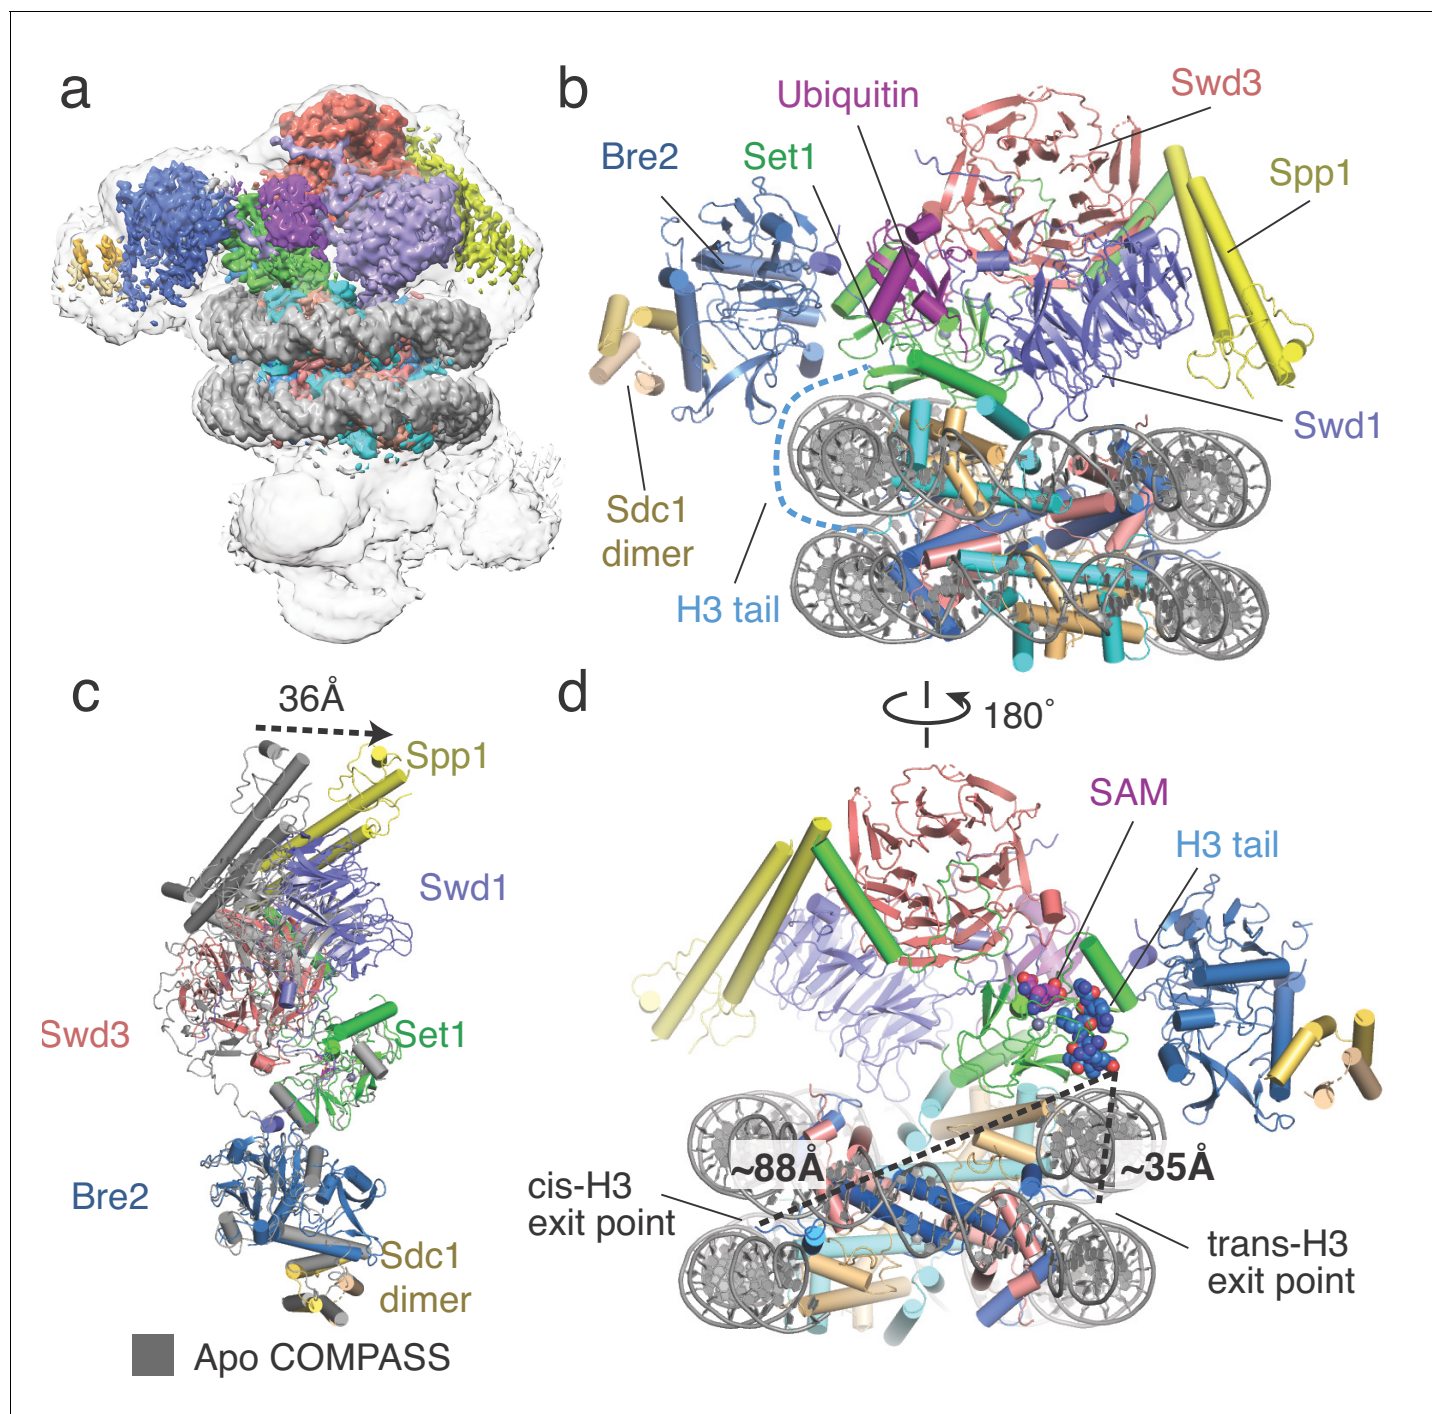 a
b
Ubiquitin
Swd3
Bre2
Set1
Spp1
Swd1
Sdc1
dimer
H3 tail
c
36Å
Spp1
Swd1
Swd3
Set1
Bre2
Sdc1
dimer
Apo COMPASS
d
180°
SAM
H3 tail
~88Å
~35Å
cis-H3
exit point
trans-H3
exit point